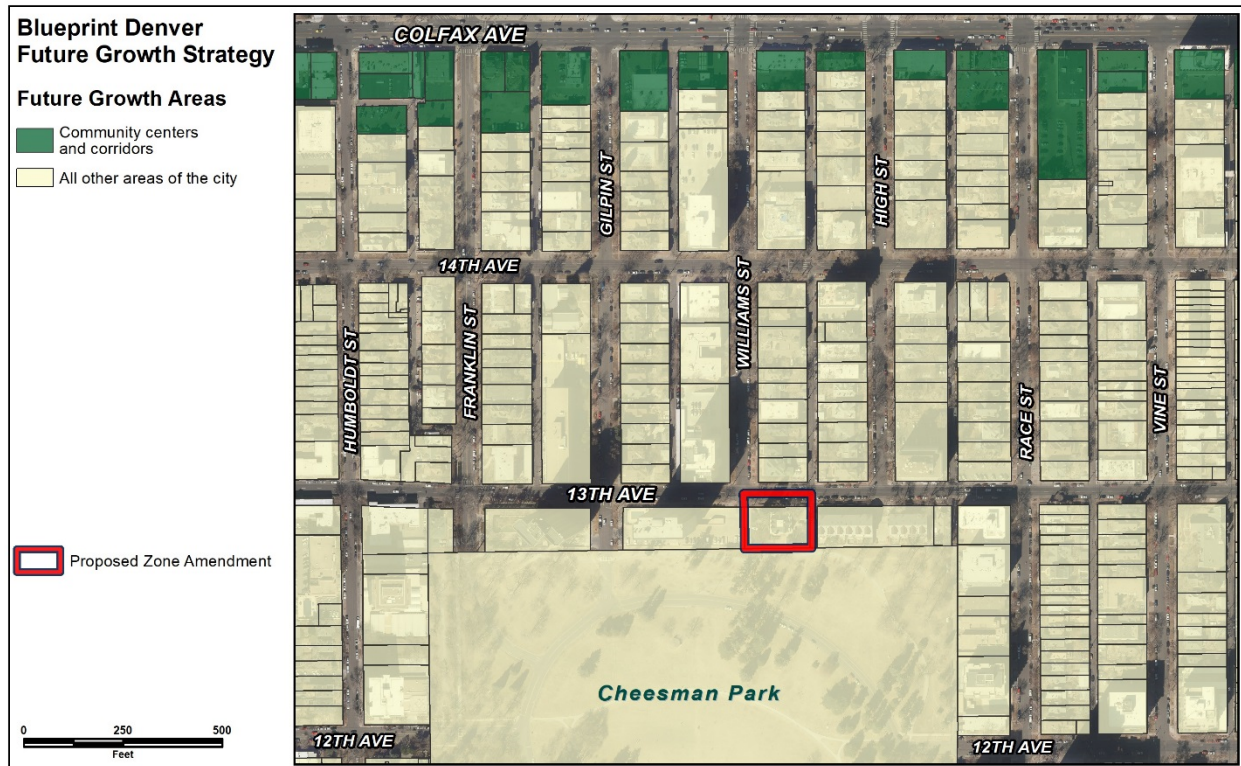 Blueprint Denver
Future Growth Strategy
Future Growth Areas
Community centers
and corridors
All other areas of the city
Proposed Zone Amendment
0 250 500
Feet
COLFAX AVE
GILPIN ST
HIGH ST
14TH AVE
WILLIAMS ST
HUMBOLDT ST
FRANKLIN ST
RACE ST
VINE ST
13TH AVE
Cheesman Park
12TH AVE
12TH AVE